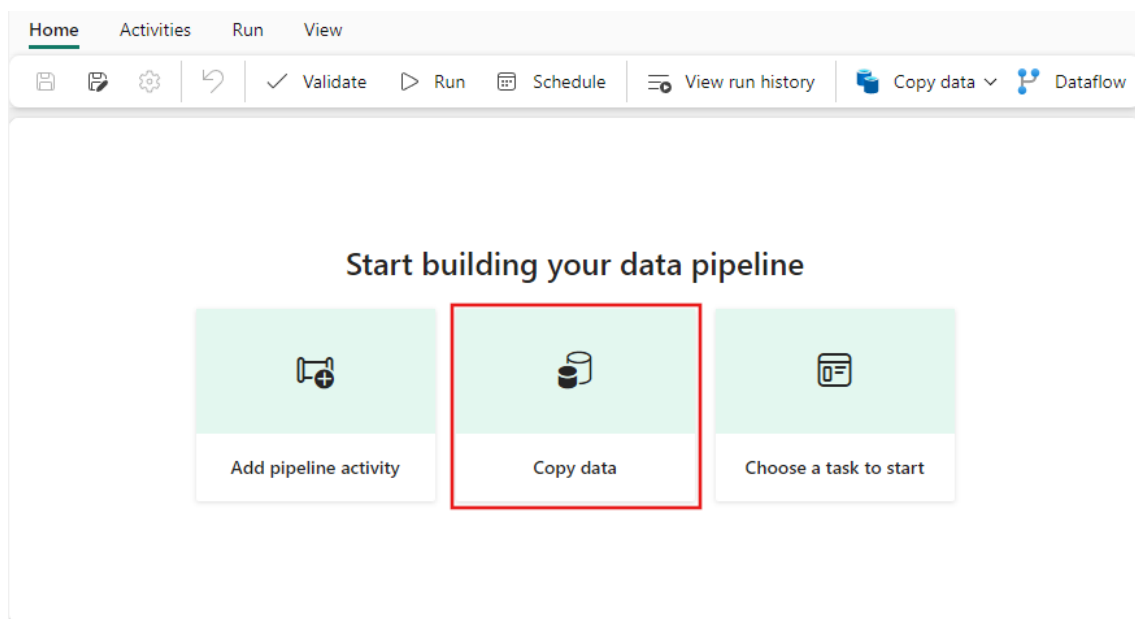 Home Activities Run View
Validate Run Schedule View run history Copy data Dataflow
Start building your data pipeline
Add pipeline activity Copy data Choose a task to start